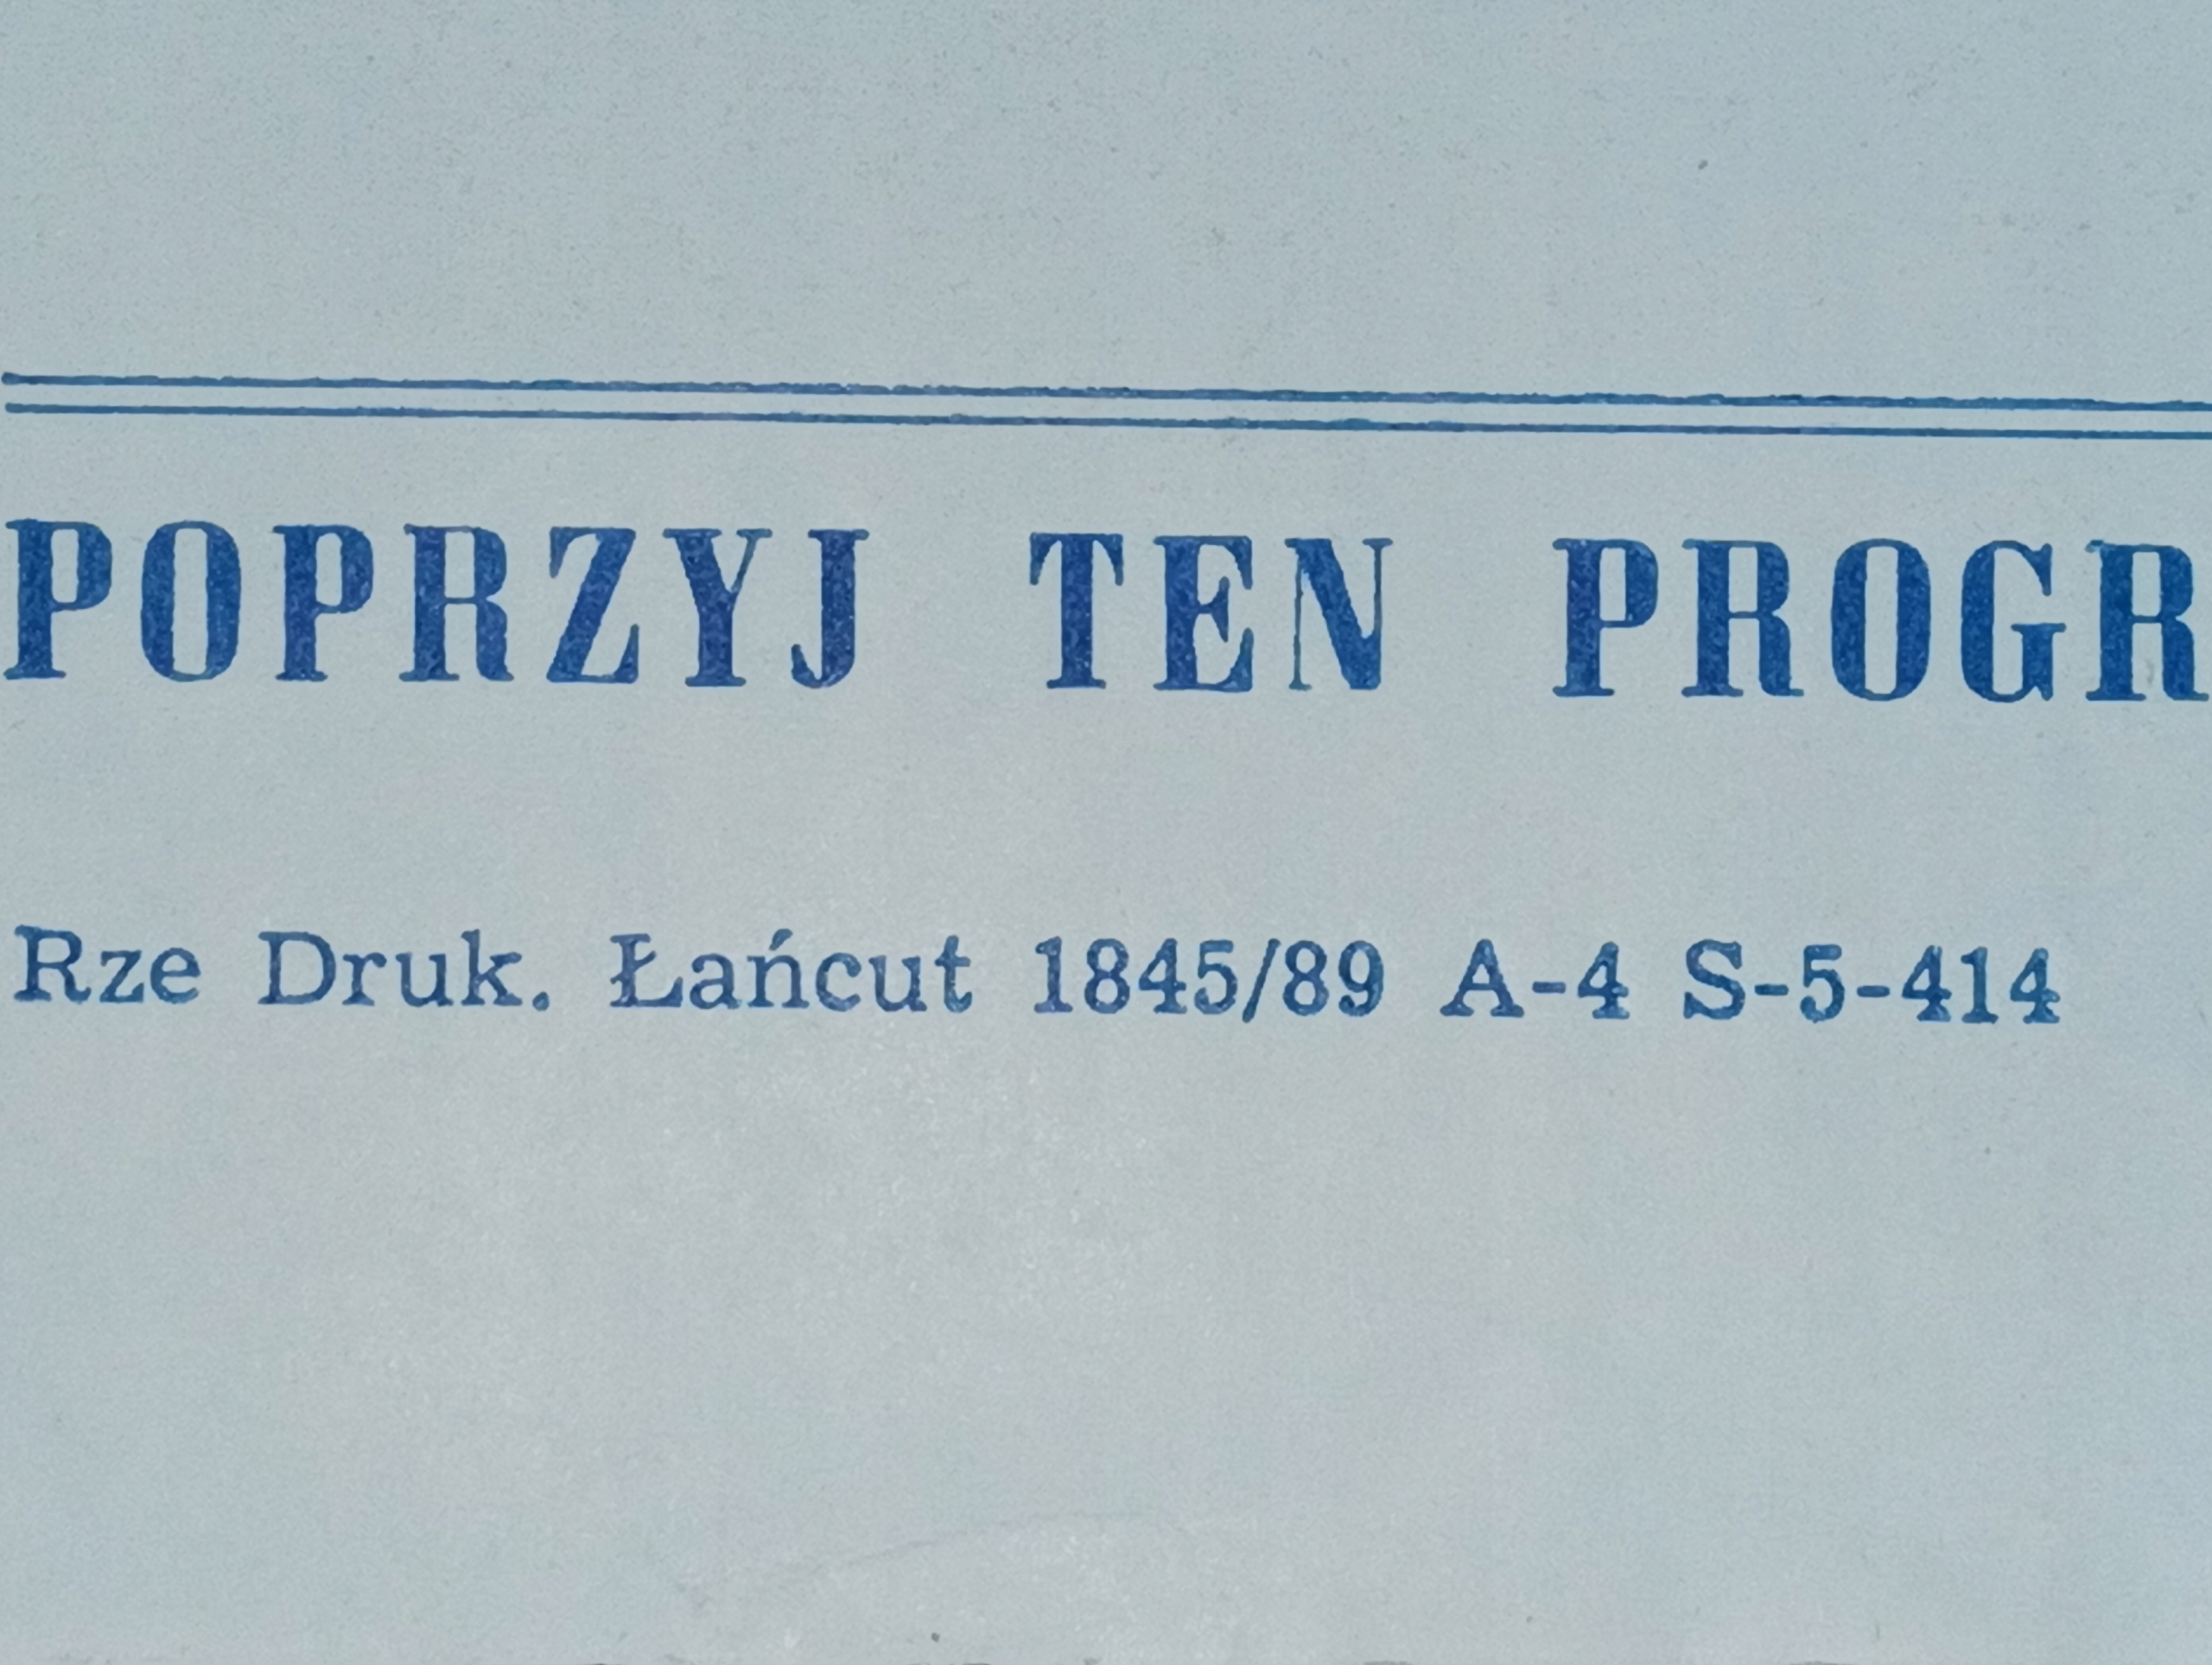 POPRZYJ TEN PROGR
Rze Druk. Łańcut 1845/89 A-4 S-5-414